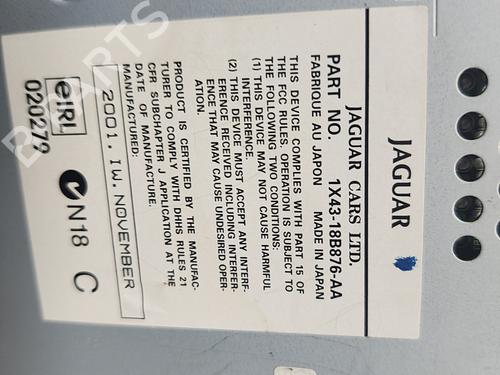 JAGUAR
JAGUAR CARS LTD.
PART NO. 1X43-18B876-AA
FABRIQUE AU JAPON MADE IN JAPAN
THIS DEVICE COMPLIES WITH PART 15 OF
THE FCC RULES. OPERATION IS SUBJECT TO
THE FOLLOWING TWO CONDITIONS:
(1) THIS DEVICE MAY NOT CAUSE HARMFUL
INTERFERENCE.
(2) THIS DEVICE MUST ACCEPT ANY INTERF-
ERENCE RECEIVED INCLUDING INTERFER-
ENCE THAT MAY CAUSE UNDESIRED OPER-
ATION.
PRODUCT IS CERTIFIED BY THE MANUFAC-
TURER TO COMPLY WITH DHHS RULES 21
CFR SUBCHAPTER J APPLICATION AT THE
DATE OF MANUFACTURE.
MANUFACTURED:
2001. IW. NOVEMBER
eIRL
020279
N18
C